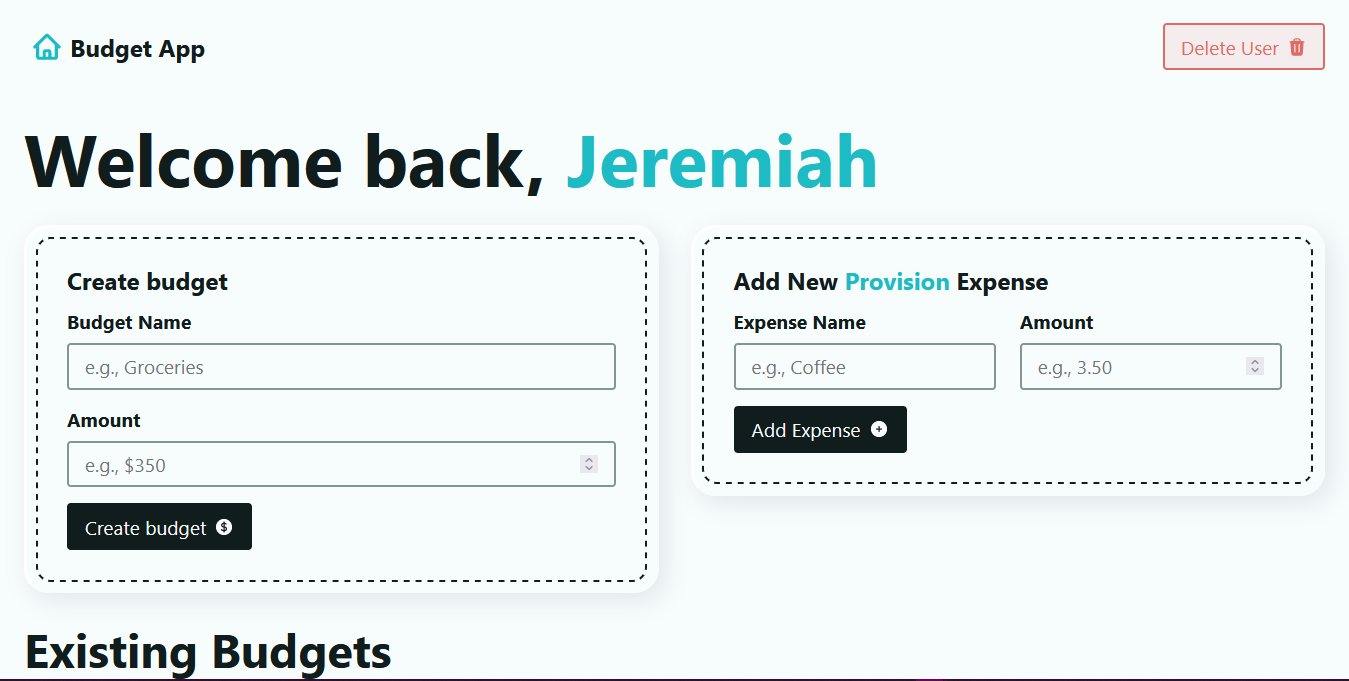 Budget App
Delete User
Welcome back, Jeremiah
Create budget
Budget Name
e.g., Groceries
Amount
e.g., $350
Create budget
Add New Provision Expense
Expense Name
Amount
e.g., Coffee
e.g., 3.50
Add Expense
Existing Budgets